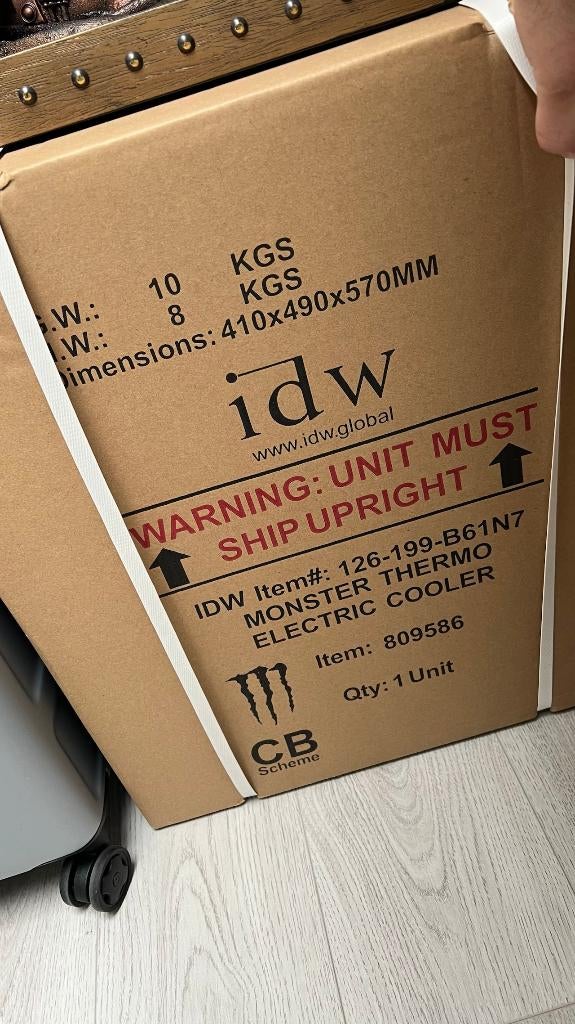 .W.: 10 KGS
.W.: 8 KGS
Dimensions: 410x490x570MM
idw
www.idw.global
WARNING: UNIT MUST
SHIP UPRIGHT
IDW Item#: 126-199-B61N7
MONSTER THERMO
ELECTRIC COOLER
Item: 809586
Qty: 1 Unit
CB
Scheme